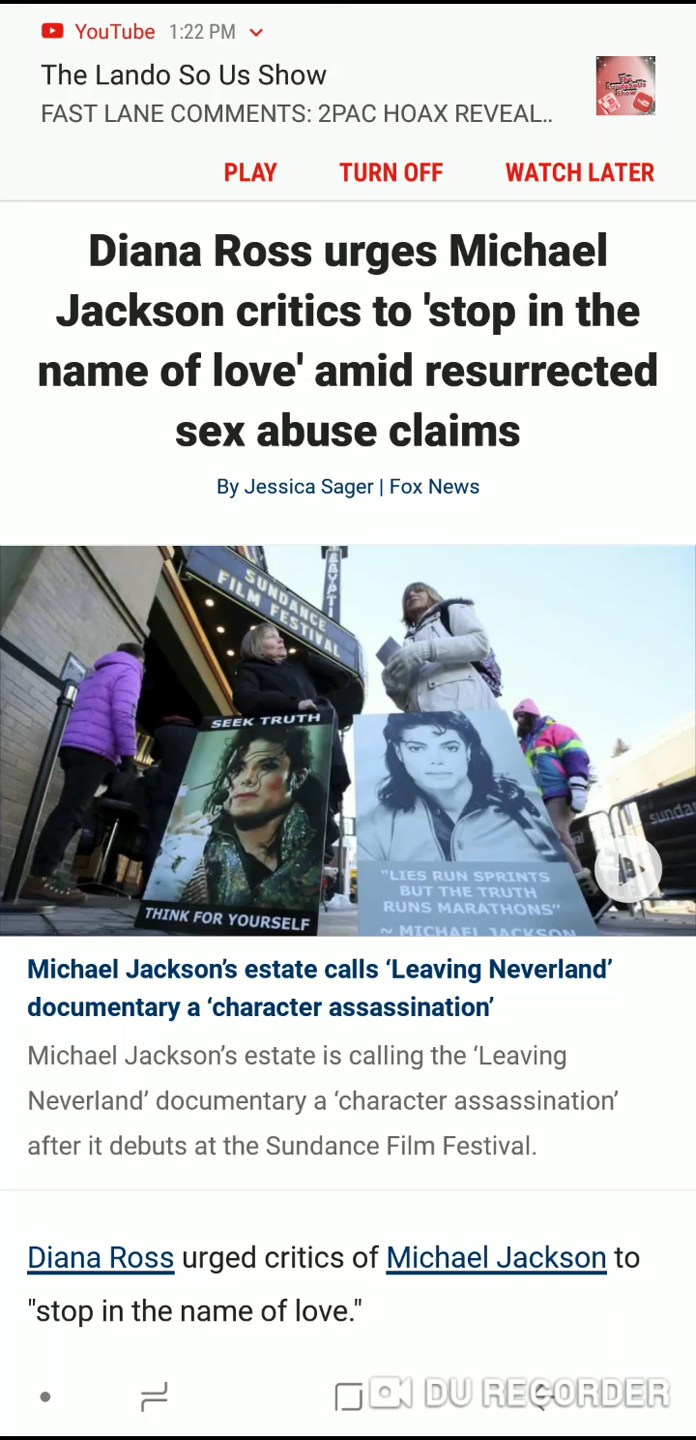 YouTube 1:22 PM
The Lando So Us Show
FAST LANE COMMENTS: 2PAC HOAX REVEAL..
PLAY TURN OFF WATCH LATER
Diana Ross urges Michael
Jackson critics to 'stop in the
name of love' amid resurrected
sex abuse claims
By Jessica Sager | Fox News
SUNDANCE
FILM FESTIVAL
SEEK TRUTH
THINK FOR YOURSELF
"LIES RUN SPRINTS
BUT THE TRUTH
RUNS MARATHONS"
~ MICHAEL JACKSON
Michael Jackson’s estate calls ‘Leaving Neverland’
documentary a ‘character assassination’
Michael Jackson’s estate is calling the ‘Leaving
Neverland’ documentary a ‘character assassination’
after it debuts at the Sundance Film Festival.
Diana Ross urged critics of Michael Jackson to
"stop in the name of love."
DU RECORDER